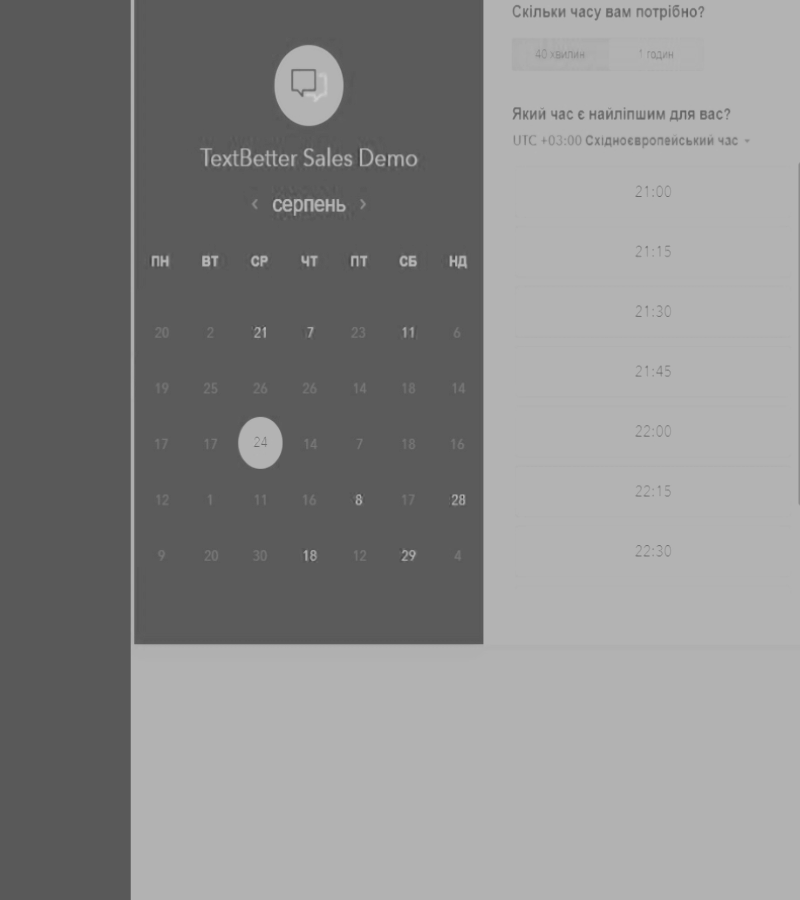 TextBetter Sales Demo
‹ серпень ›
ПН ВТ СР ЧТ ПТ СБ НД
20 2 21 7 23 11 6
19 25 26 26 14 18 14
17 17 24 14 7 18 16
12 1 11 16 8 17 28
9 20 30 18 12 29 4
Скільки часу вам потрібно?
40 хвилин 1 годин
Який час є найліпшим для вас?
UTC +03:00 Східноєвропейський час
21:00
21:15
21:30
21:45
22:00
22:15
22:30